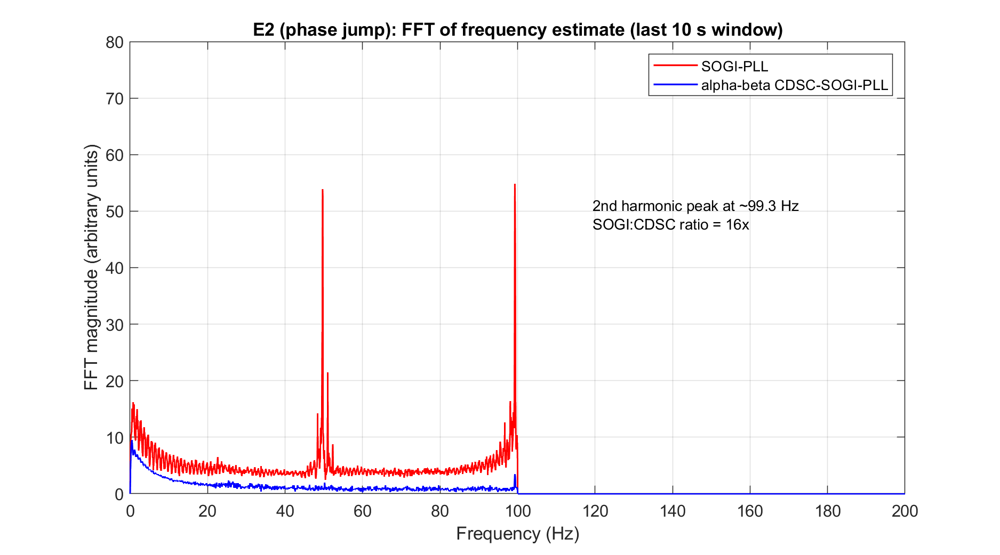 E2 (phase jump): FFT of frequency estimate (last 10 s window)
SOGI-PLL
alpha-beta CDSC-SOGI-PLL
2nd harmonic peak at ~99.3 Hz
SOGI:CDSC ratio = 16x
FFT magnitude (arbitrary units)
80
70
60
50
40
30
20
10
0
0 20 40 60 80 100 120 140 160 180 200
Frequency (Hz)